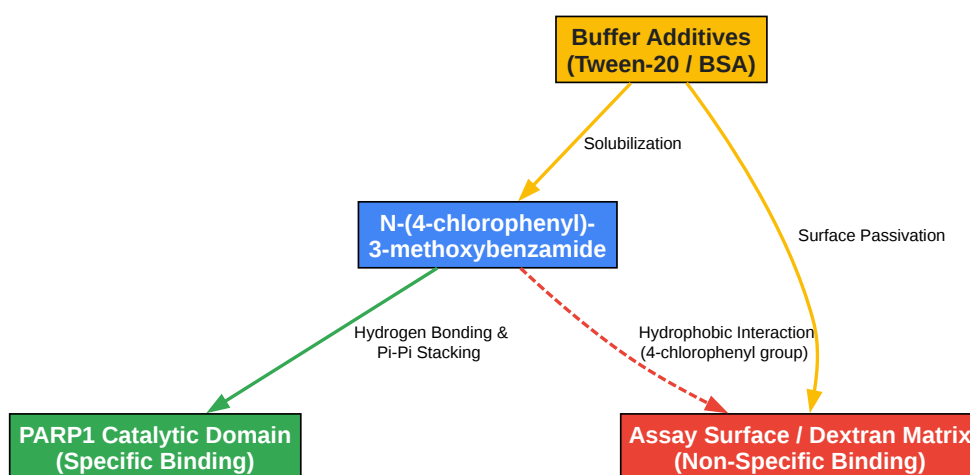 Buffer Additives
(Tween-20 / BSA)
Solubilization
N-(4-chlorophenyl)-
3-methoxybenzamide
Surface Passivation
Hydrogen Bonding &
Pi-Pi Stacking
Hydrophobic Interaction
(4-chlorophenyl group)
PARP1 Catalytic Domain
(Specific Binding)
Assay Surface / Dextran Matrix
(Non-Specific Binding)